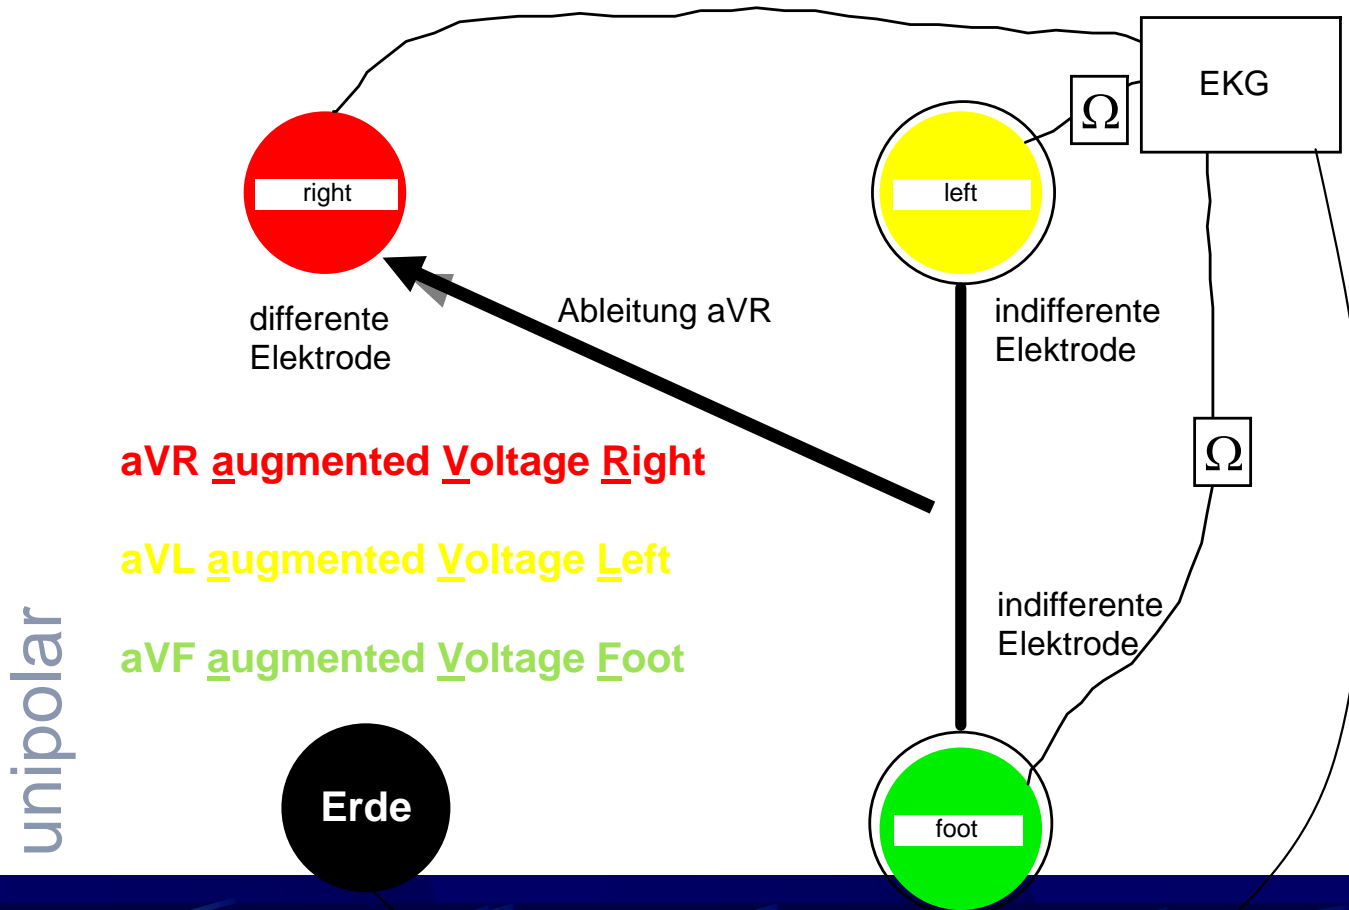 EKG
Ω
right
left
differente
Elektrode
Ableitung aVR
indifferente
Elektrode
aVR augmented Voltage Right
Ω
aVL augmented Voltage Left
indifferente
Elektrode
aVF augmented Voltage Foot
unipolar
Erde
foot